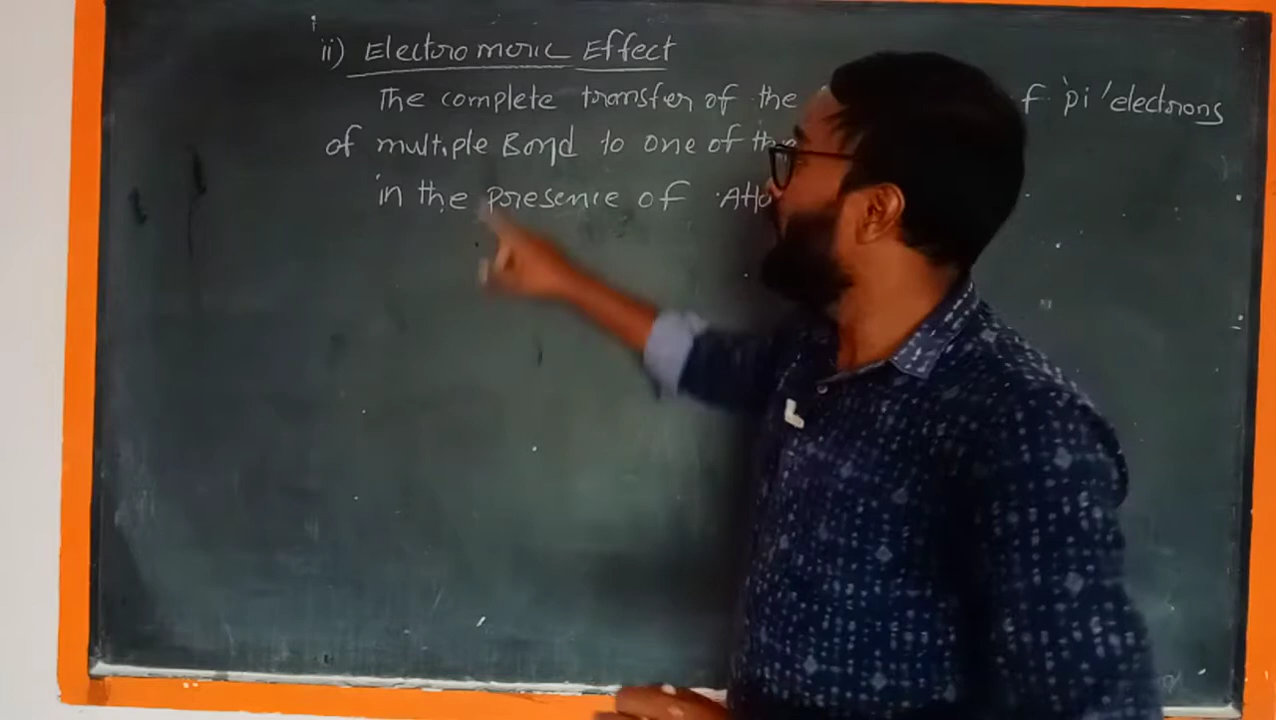 ii) Electromeric Effect
The complete transfer of the f 'pi' electrons
of multiple Bond to one of the
in the presence of